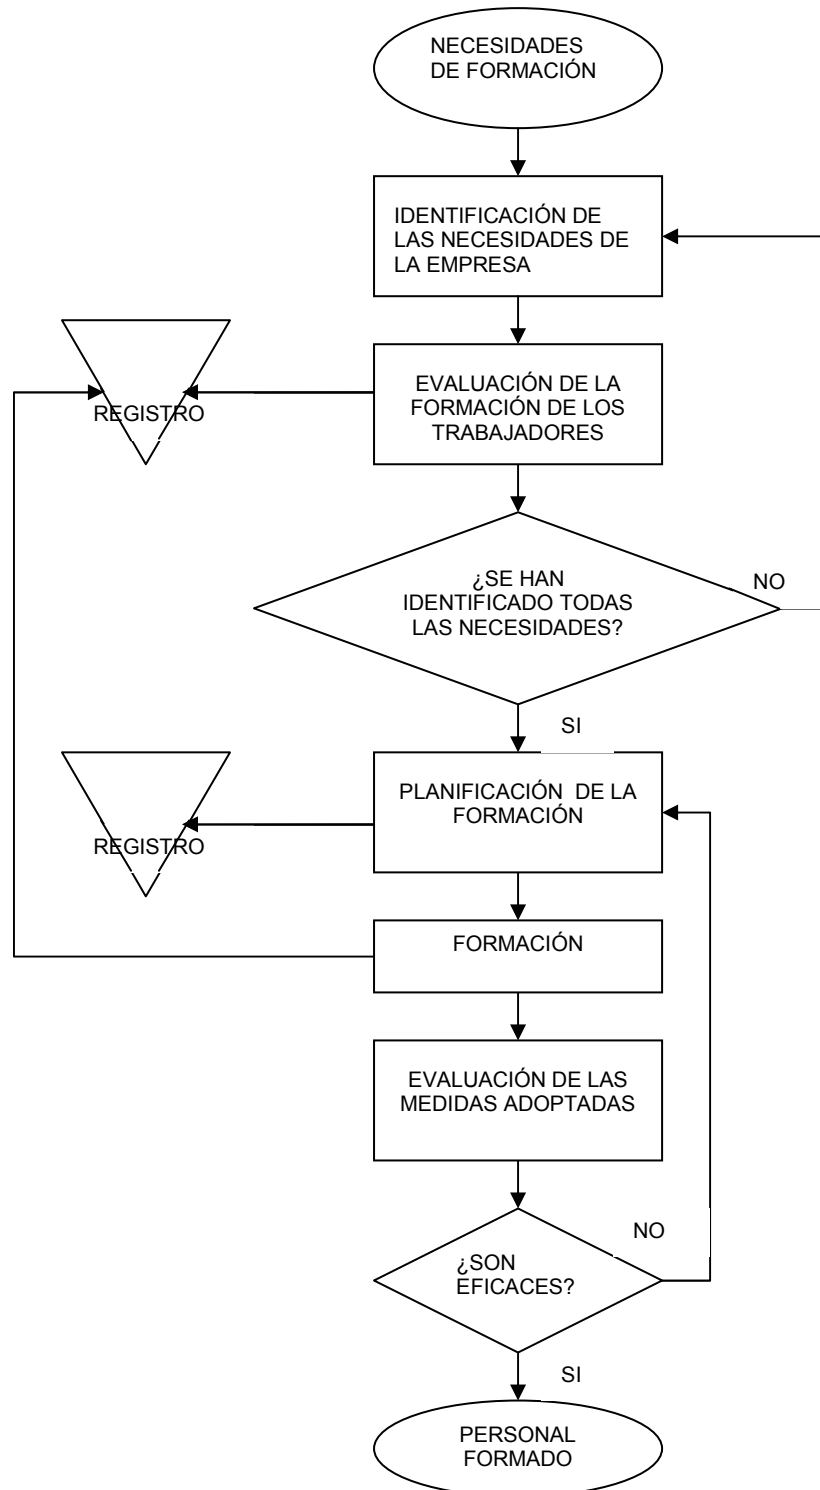 NECESIDADES
DE FORMACIÓN
IDENTIFICACIÓN DE
LAS NECESIDADES DE
LA EMPRESA
EVALUACIÓN DE LA
FORMACIÓN DE LOS
TRABAJADORES
REGISTRO
¿SE HAN
IDENTIFICADO TODAS
LAS NECESIDADES?
NO
SI
PLANIFICACIÓN DE LA
FORMACIÓN
REGISTRO
FORMACIÓN
EVALUACIÓN DE LAS
MEDIDAS ADOPTADAS
NO
¿SON
EFICACES?
SI
PERSONAL
FORMADO